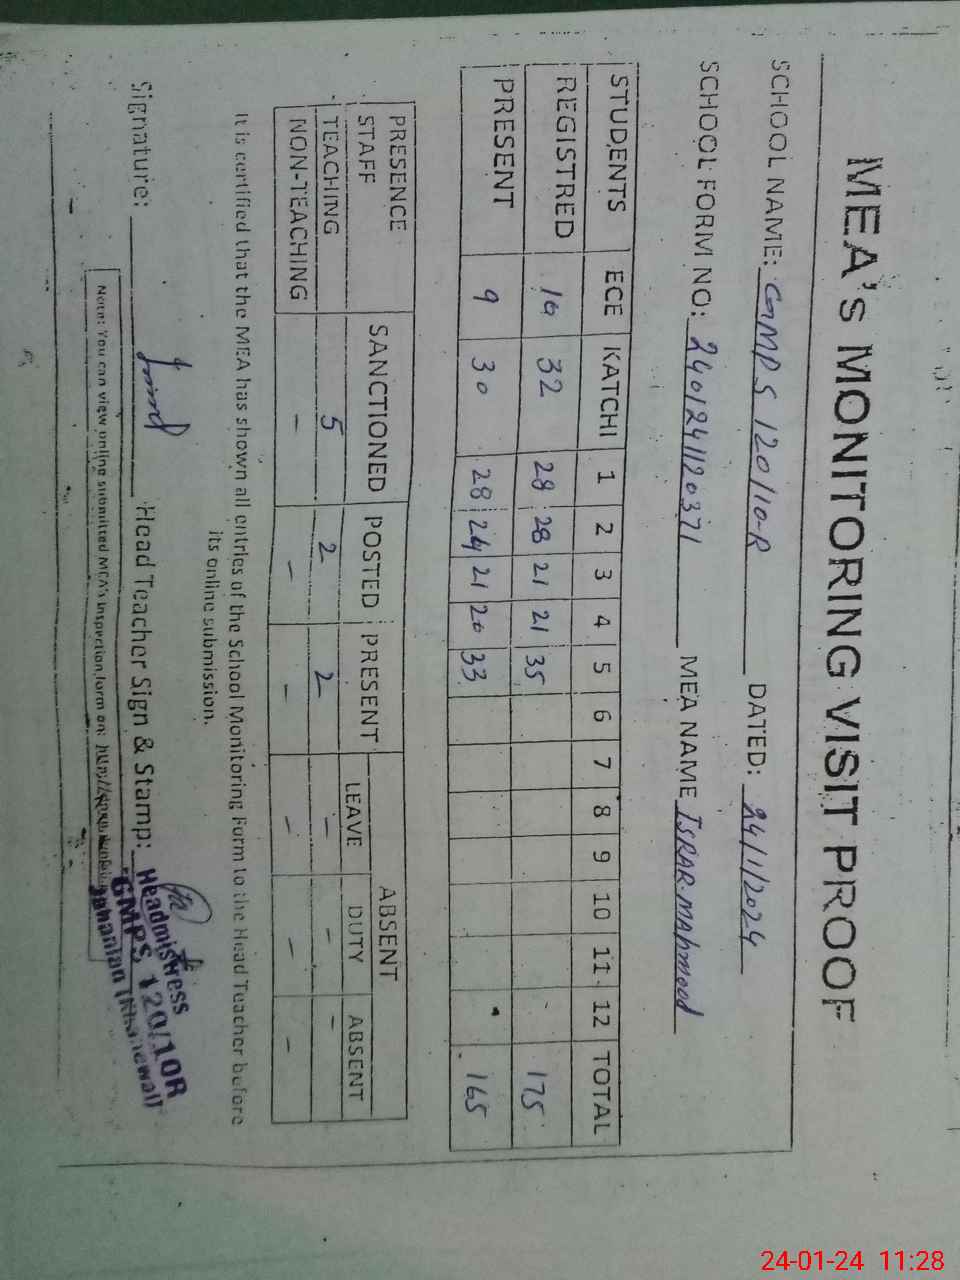 MEA's MONITORING VISIT PROOF
SCHOOL NAME: GMPS 120/10-R DATED: 24/1/2024
SCHOOL FORM NO: 240124112037 MEA NAME ISRAR MAHMOOD
STUDENTS ECE KATCHI 1 2 3 4 5 6 7 8 9 10 11 12 TOTAL
REGISTRED 10 32 28 28 21 21 35 175
PRESENT 9 30 28 24 21 20 33 165
PRESENCE SANCTIONED POSTED PRESENT ABSENT
STAFF LEAVE DUTY ABSENT
TEACHING 5 2 2 - - -
NON-TEACHING - - - - - -
It is certified that the MEA has shown all entries of the School Monitoring Form to the Head Teacher before
its online submission.
Signature: Head Teacher Sign & Stamp:
Headmistress
GMPS 120/10R
Jahanian (Khanewal)
Note: You can view online submitted MEA's inspection form on:
24-01-24 11:28